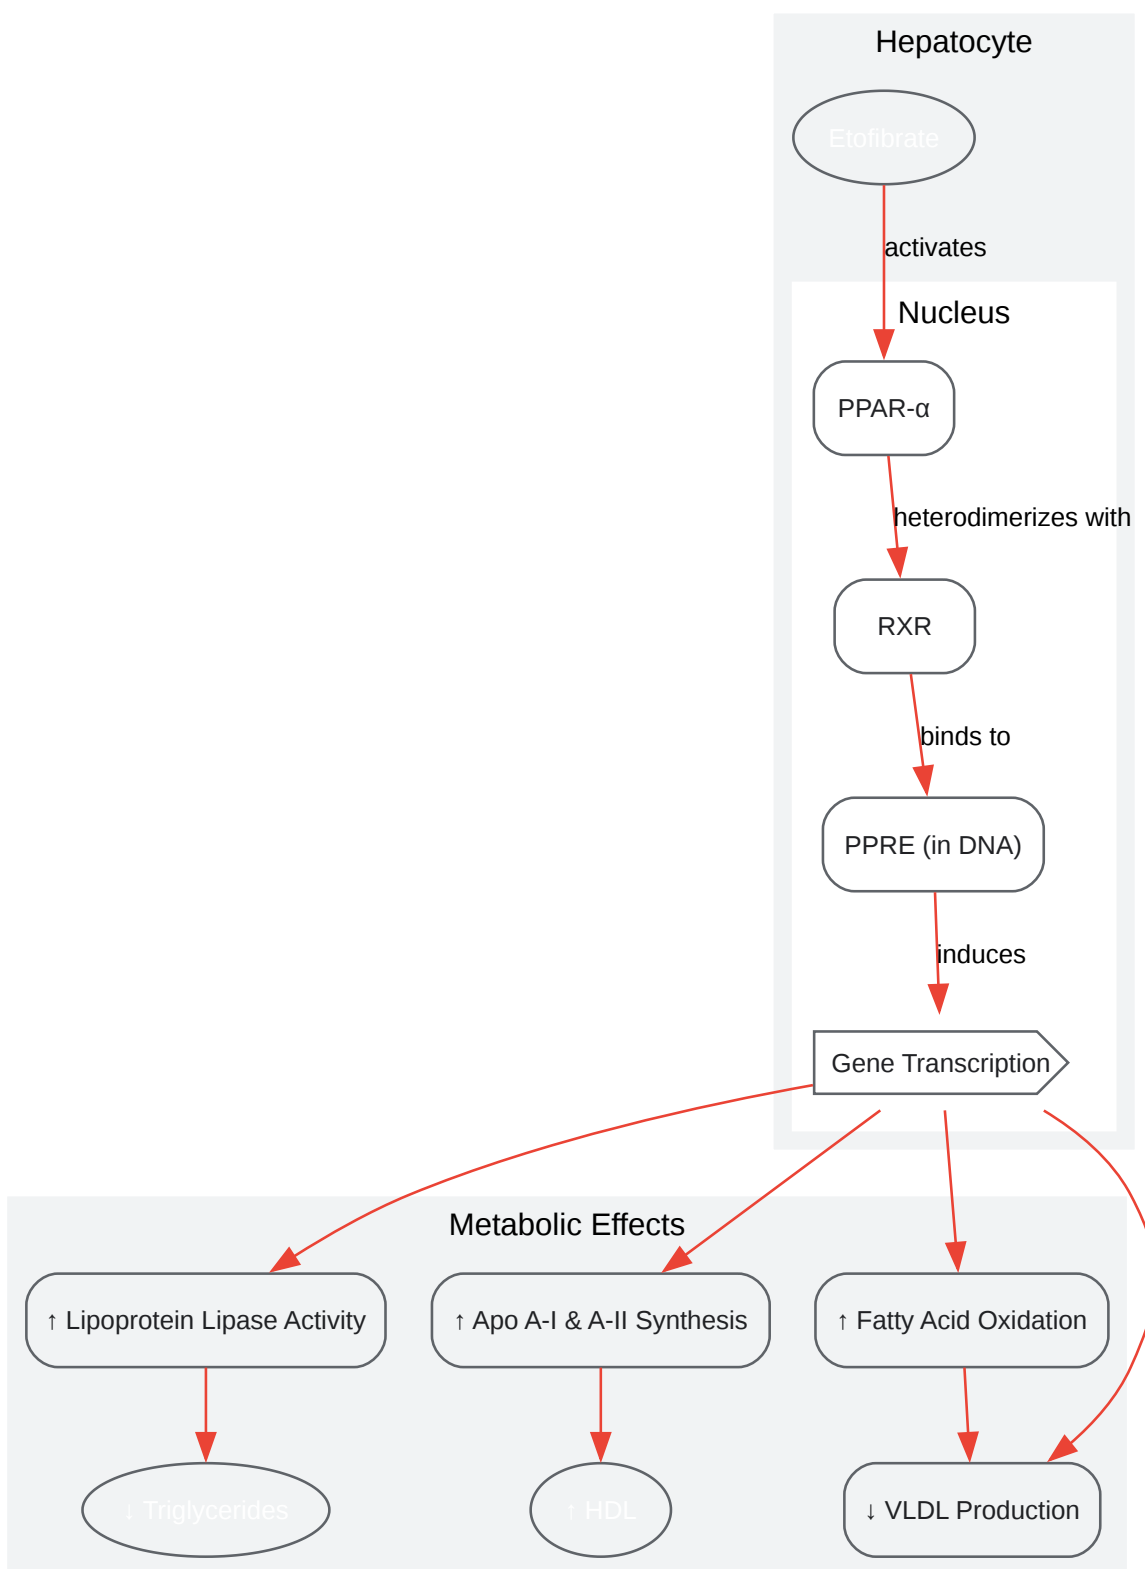 Hepatocyte
Etofibrate
activates
Nucleus
PPAR-α
heterodimerizes with
RXR
binds to
PPRE (in DNA)
induces
Gene Transcription
Metabolic Effects
↑ Lipoprotein Lipase Activity
↑ Apo A-I & A-II Synthesis
↑ Fatty Acid Oxidation
↓ Triglycerides
↑ HDL
↓ VLDL Production